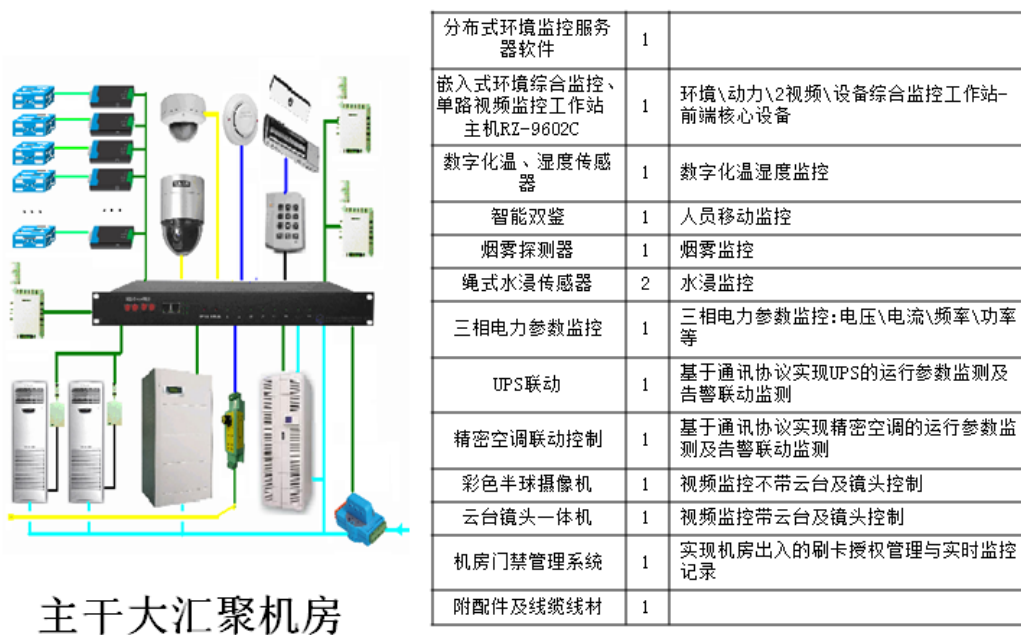 分布式环境监控服务
器软件
1
嵌入式环境综合监控、
单路视频监控工作站
主机RZ-9602C
1
环境\动力\2视频\设备综合监控工作站-
前端核心设备
数字化温、湿度传感
器
1
数字化温湿度监控
智能双鉴
1
人员移动监控
烟雾探测器
1
烟雾监控
绳式水浸传感器
2
水浸监控
三相电力参数监控
1
三相电力参数监控:电压\电流\频率\功率
等
UPS联动
1
基于通讯协议实现UPS的运行参数监测及
告警联动监测
精密空调联动控制
1
基于通讯协议实现精密空调的运行参数监
测及告警联动监测
彩色半球摄像机
1
视频监控不带云台及镜头控制
云台镜头一体机
1
视频监控带云台及镜头控制
机房门禁管理系统
1
实现机房出入的刷卡授权管理与实时监控
记录
附配件及线缆线材
1
... ...
... ...
主干大汇聚机房